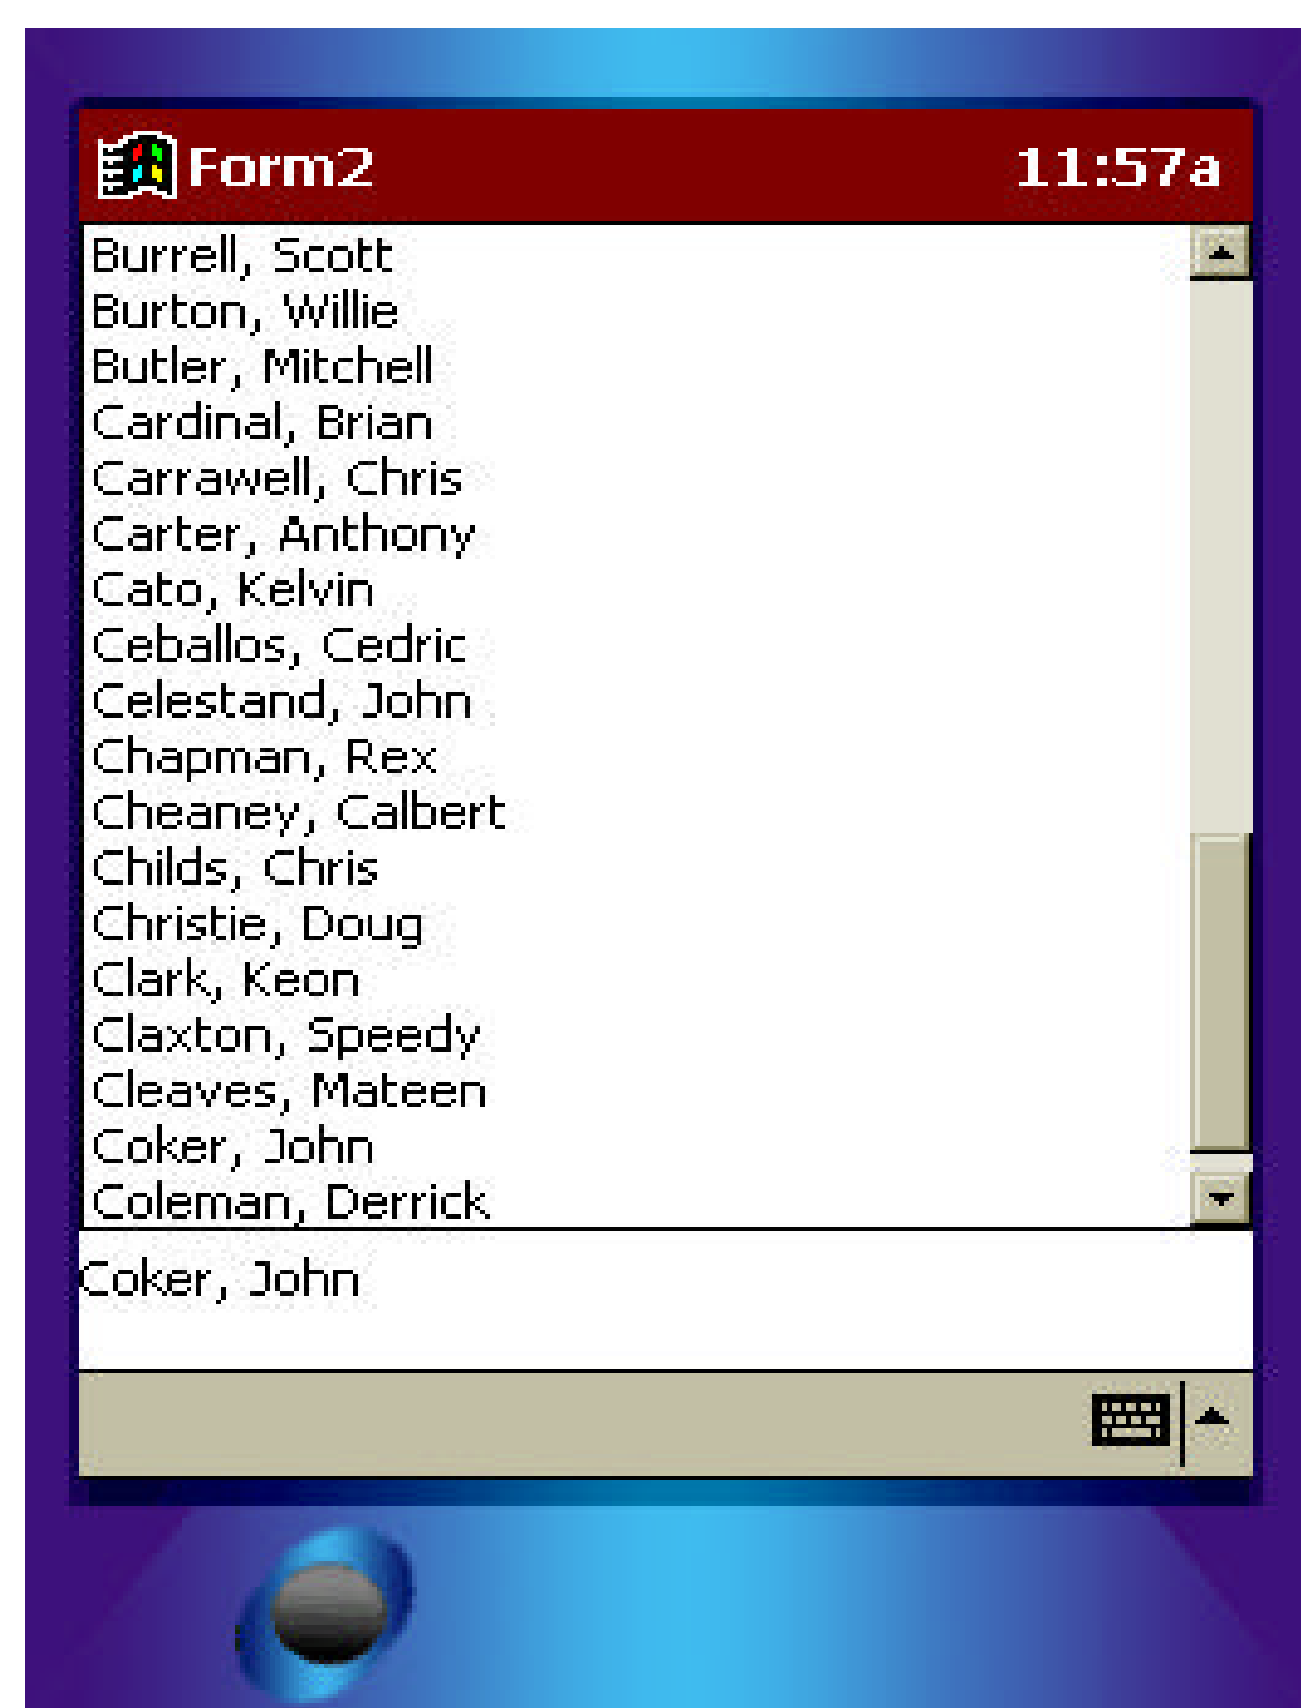 Form2 11:57a
Burrell, Scott
Burton, Willie
Butler, Mitchell
Cardinal, Brian
Carrawell, Chris
Carter, Anthony
Cato, Kelvin
Ceballos, Cedric
Celestand, John
Chapman, Rex
Cheaney, Calbert
Childs, Chris
Christie, Doug
Clark, Keon
Claxton, Speedy
Cleaves, Mateen
Coker, John
Coleman, Derrick
Coker, John